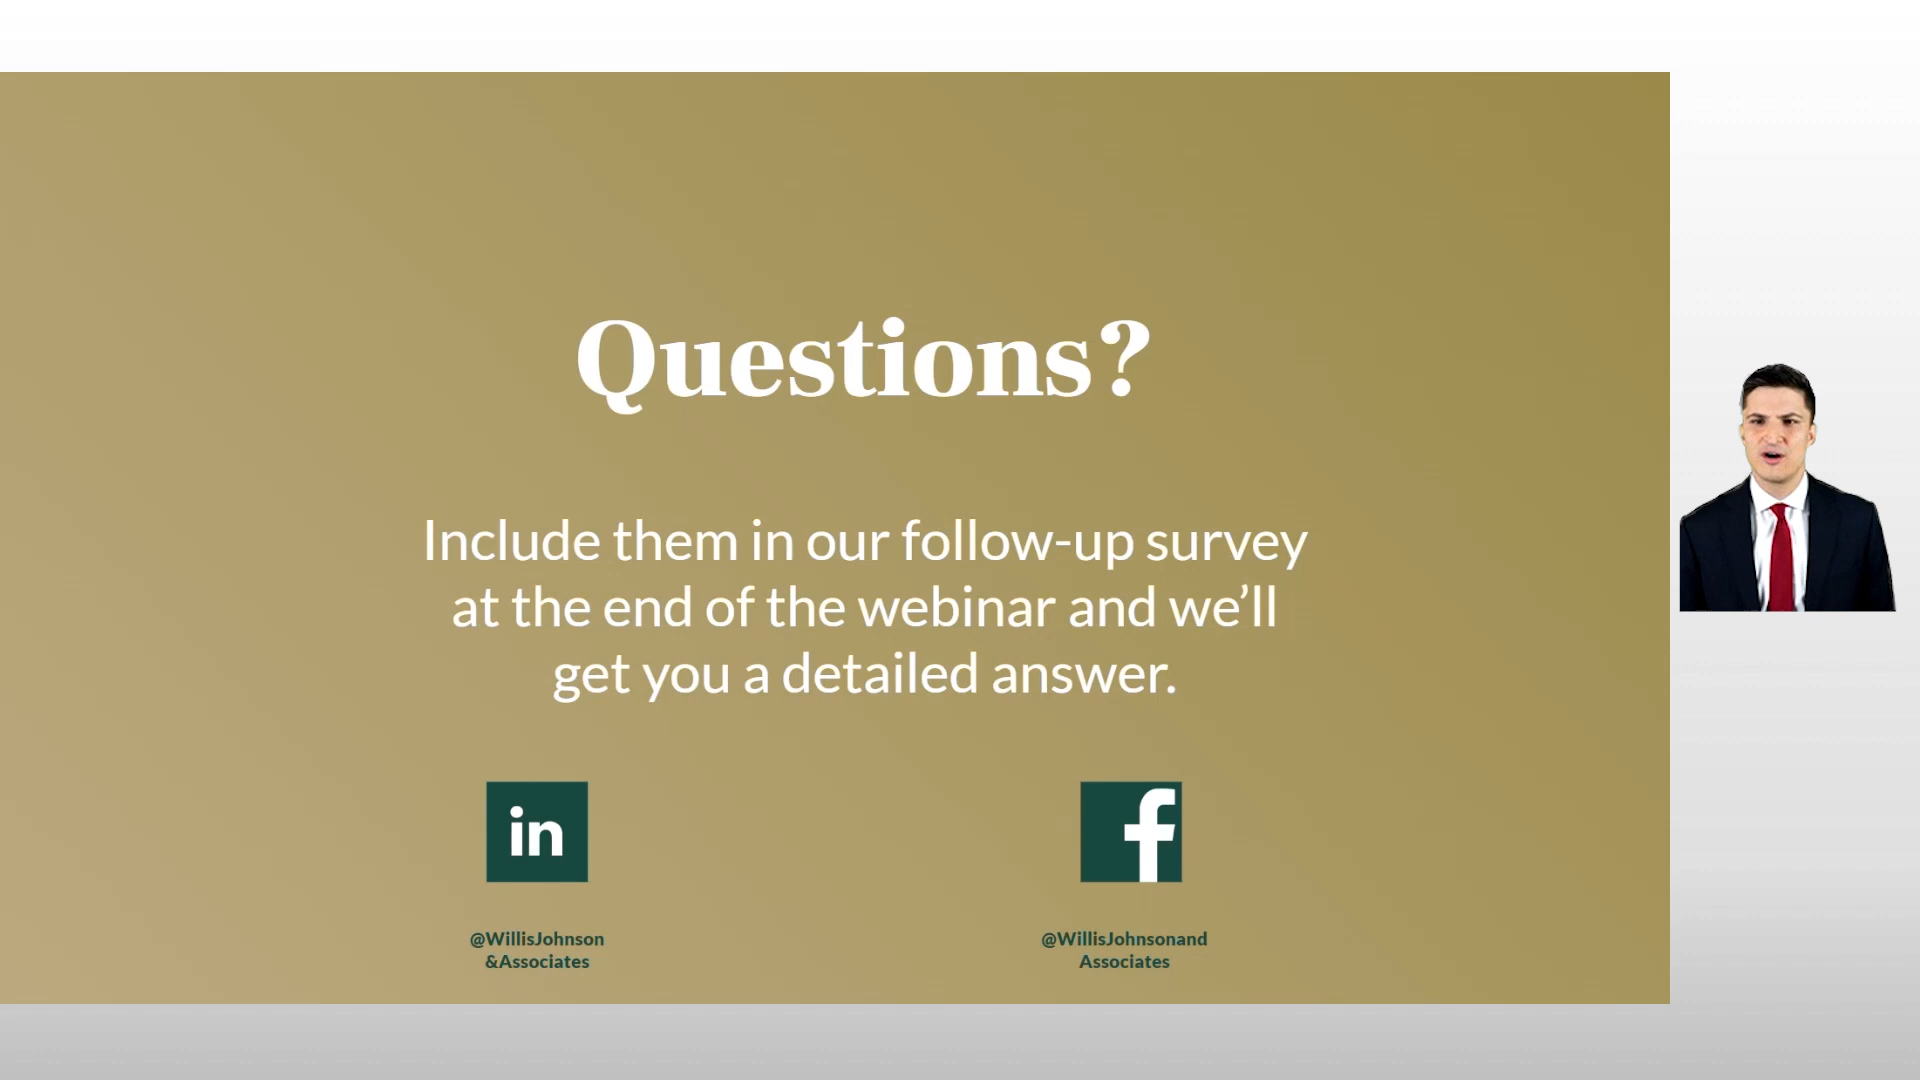 Questions?
Include them in our follow-up survey
at the end of the webinar and we’ll
get you a detailed answer.
in
f
@WillisJohnson
&Associates
@WillisJohnsonand
Associates